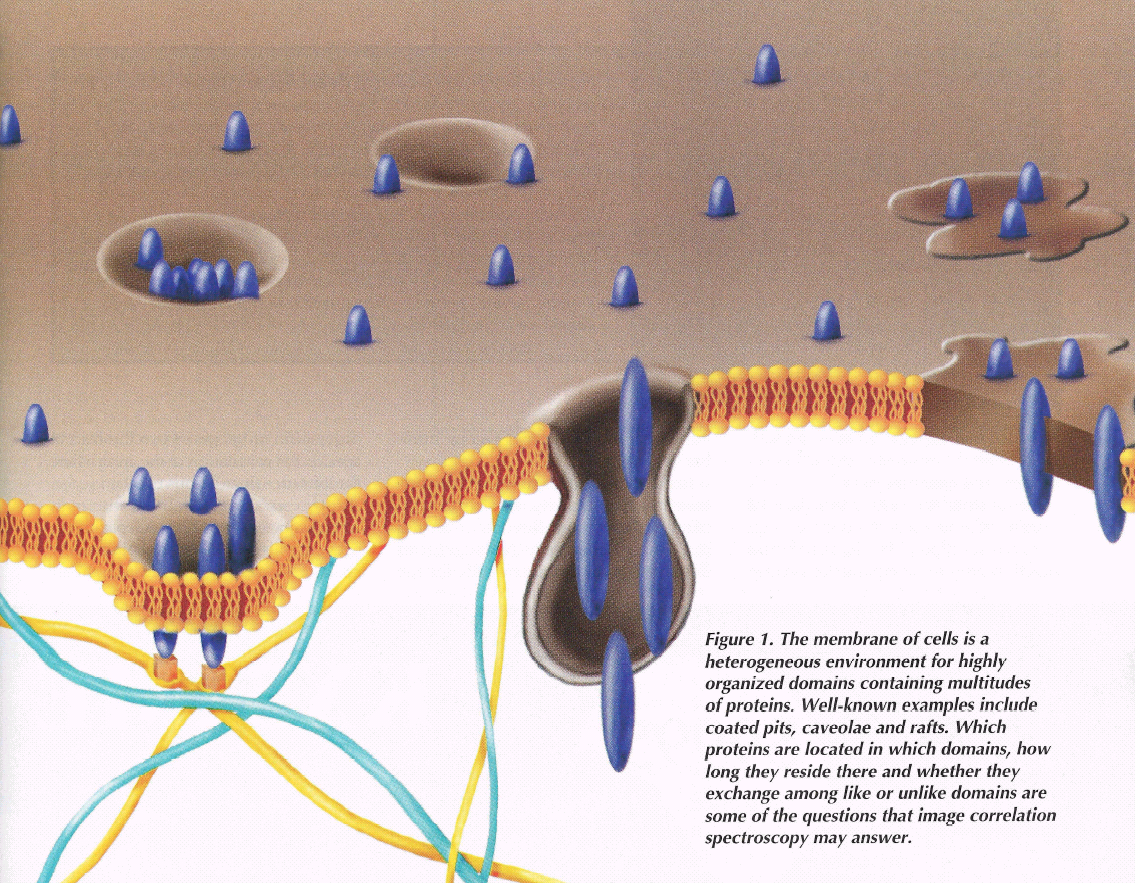 Figure 1. The membrane of cells is a
heterogeneous environment for highly
organized domains containing multitudes
of proteins. Well-known examples include
coated pits, caveolae and rafts. Which
proteins are located in which domains, how
long they reside there and whether they
exchange among like or unlike domains are
some of the questions that image correlation
spectroscopy may answer.